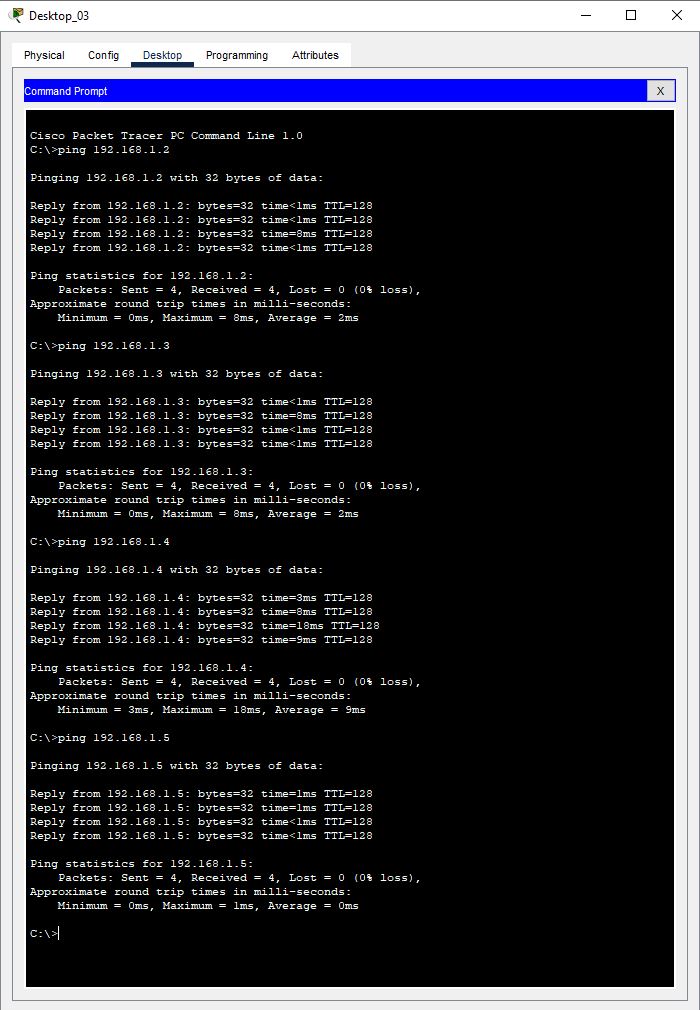 Desktop_03
Physical Config Desktop Programming Attributes
Command Prompt X
Cisco Packet Tracer PC Command Line 1.0
C:\>ping 192.168.1.2
Pinging 192.168.1.2 with 32 bytes of data:
Reply from 192.168.1.2: bytes=32 time<1ms TTL=128
Reply from 192.168.1.2: bytes=32 time<1ms TTL=128
Reply from 192.168.1.2: bytes=32 time=8ms TTL=128
Reply from 192.168.1.2: bytes=32 time<1ms TTL=128
Ping statistics for 192.168.1.2:
Packets: Sent = 4, Received = 4, Lost = 0 (0% loss),
Approximate round trip times in milli-seconds:
Minimum = 0ms, Maximum = 8ms, Average = 2ms
C:\>ping 192.168.1.3
Pinging 192.168.1.3 with 32 bytes of data:
Reply from 192.168.1.3: bytes=32 time<1ms TTL=128
Reply from 192.168.1.3: bytes=32 time=8ms TTL=128
Reply from 192.168.1.3: bytes=32 time<1ms TTL=128
Reply from 192.168.1.3: bytes=32 time<1ms TTL=128
Ping statistics for 192.168.1.3:
Packets: Sent = 4, Received = 4, Lost = 0 (0% loss),
Approximate round trip times in milli-seconds:
Minimum = 0ms, Maximum = 8ms, Average = 2ms
C:\>ping 192.168.1.4
Pinging 192.168.1.4 with 32 bytes of data:
Reply from 192.168.1.4: bytes=32 time=3ms TTL=128
Reply from 192.168.1.4: bytes=32 time=8ms TTL=128
Reply from 192.168.1.4: bytes=32 time=18ms TTL=128
Reply from 192.168.1.4: bytes=32 time=9ms TTL=128
Ping statistics for 192.168.1.4:
Packets: Sent = 4, Received = 4, Lost = 0 (0% loss),
Approximate round trip times in milli-seconds:
Minimum = 3ms, Maximum = 18ms, Average = 9ms
C:\>ping 192.168.1.5
Pinging 192.168.1.5 with 32 bytes of data:
Reply from 192.168.1.5: bytes=32 time=1ms TTL=128
Reply from 192.168.1.5: bytes=32 time=1ms TTL=128
Reply from 192.168.1.5: bytes=32 time<1ms TTL=128
Reply from 192.168.1.5: bytes=32 time<1ms TTL=128
Ping statistics for 192.168.1.5:
Packets: Sent = 4, Received = 4, Lost = 0 (0% loss),
Approximate round trip times in milli-seconds:
Minimum = 0ms, Maximum = 1ms, Average = 0ms
C:\>